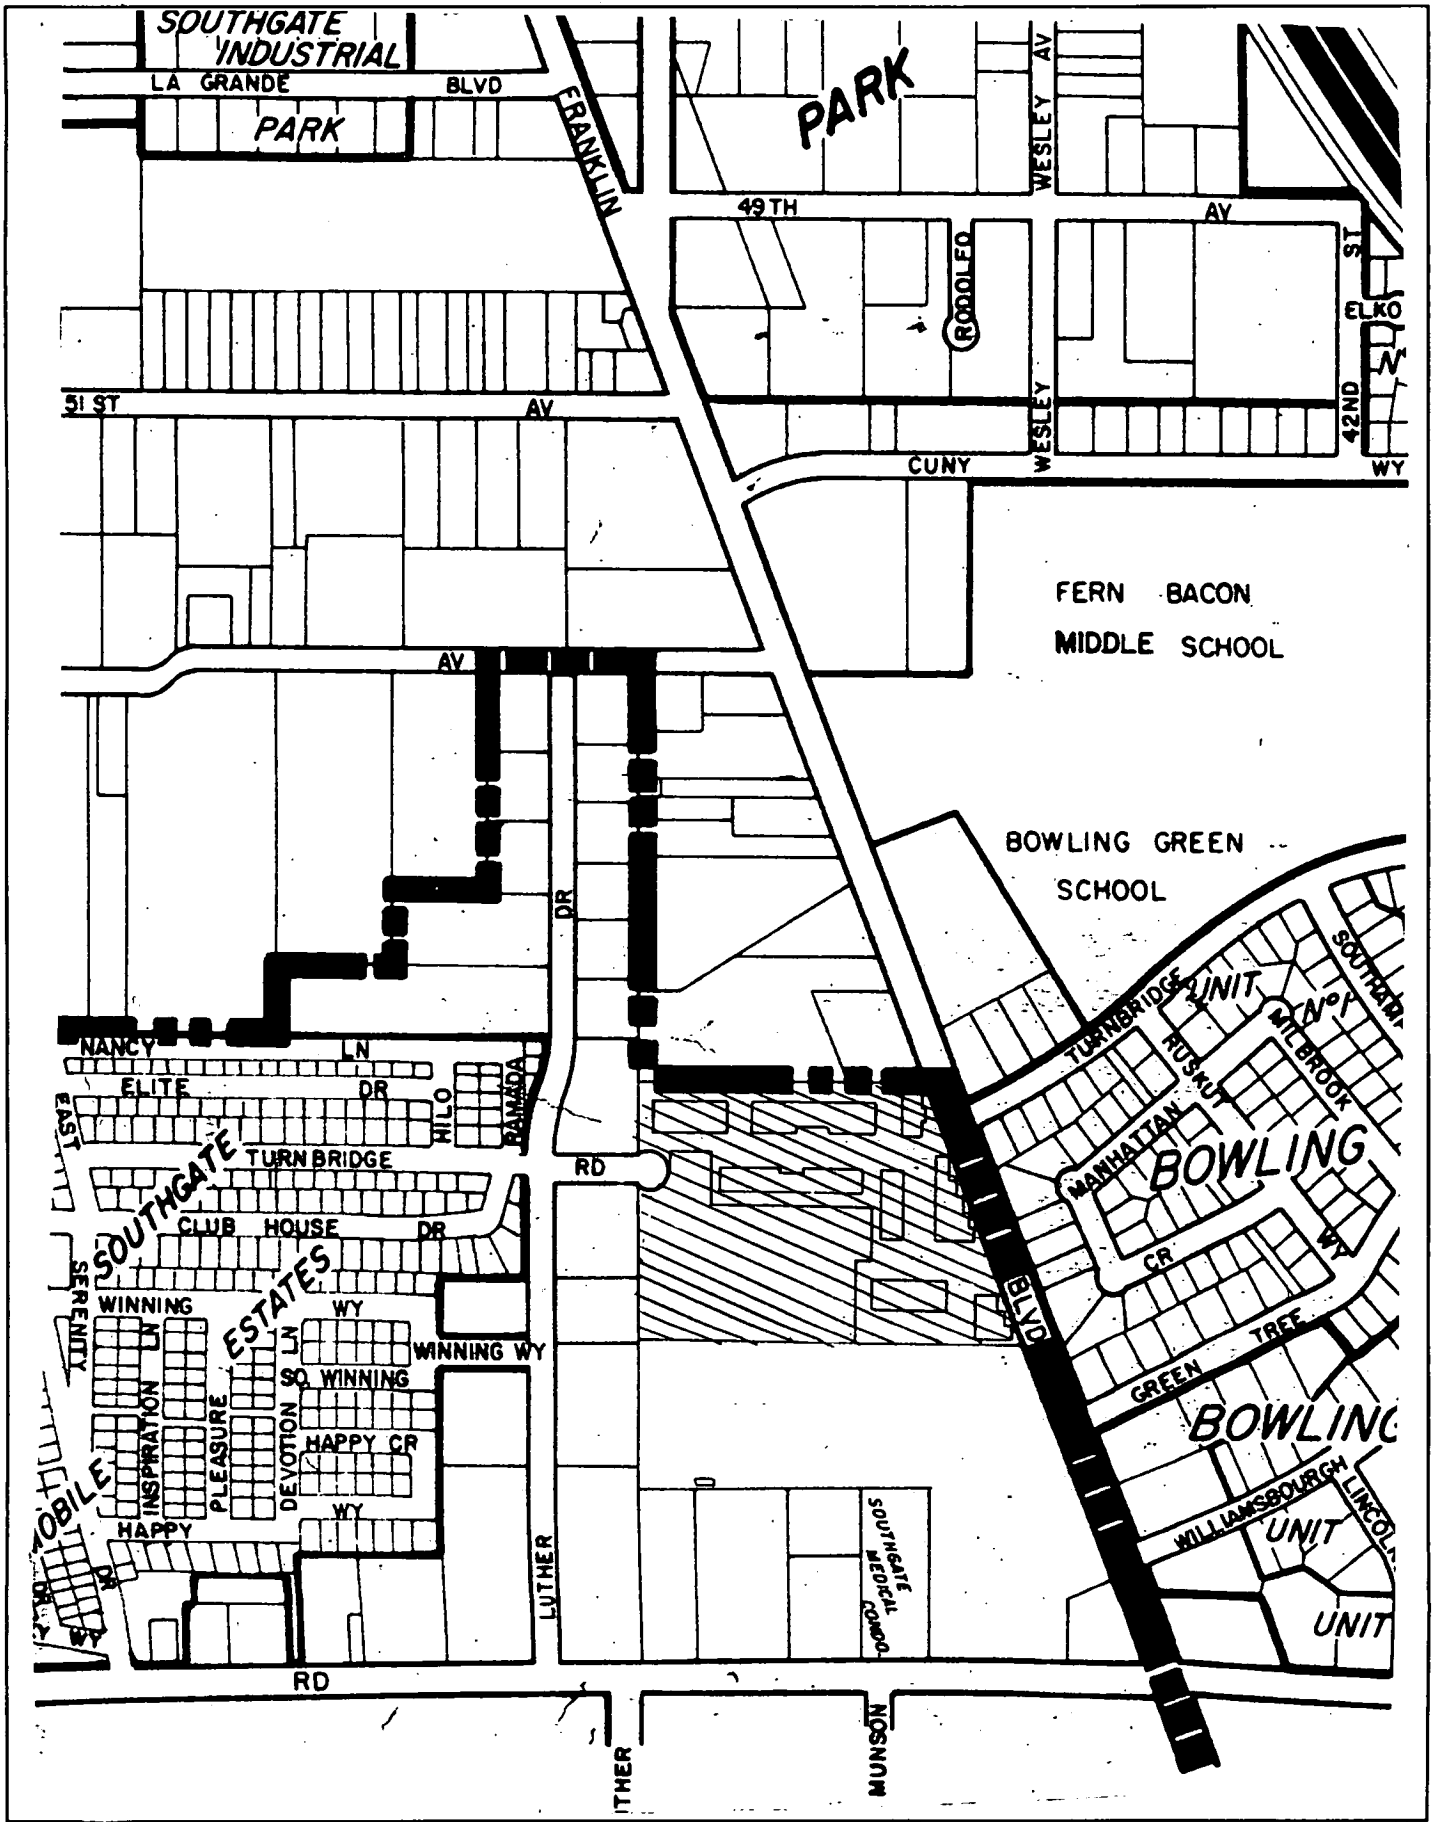 SOUTHGATE
INDUSTRIAL
LA GRANDE BLVD
PARK
FRANKLIN
PARK
WESLEY AV
49TH AV
RODOLFO
ST
ELKO
51 ST AV
WESLEY
42ND
CUNY WY
FERN BACON
MIDDLE SCHOOL
AV
BOWLING GREEN
SCHOOL
DR
SOUTHAM
UNIT
Nº 1
TURNBRIDGE
MILBROOK
RUSKUT
NANCY LN
ELITE DR
EAST
HILO
RAMADA
MANHATTAN
BOWLING
TURNBRIDGE
RD
SOUTHGATE
CLUB HOUSE DR
ESTATES
CR
WY
SERENITY
WINNING WY
LN
LN
BLVD
WINNING WY
TREE
SO. WINNING
GREEN
INSPIRATION
PLEASURE
DEVOTION
HAPPY CR
BOWLING
MOBILE
WY
WILLIAMSBOURGH
LINCOLN
HAPPY
UNIT
LUTHER
SOUTHGATE
MEDICAL
CONDO
DR
DR
WY
UNIT
RD
MUNSON